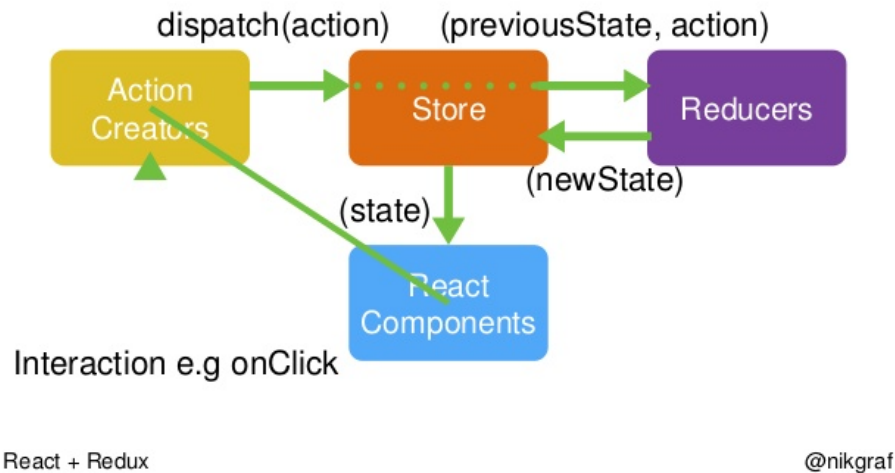 dispatch(action)
(previousState, action)
Action
Creators
Store
Reducers
(newState)
(state)
React
Components
Interaction e.g onClick
React + Redux
@nikgraf